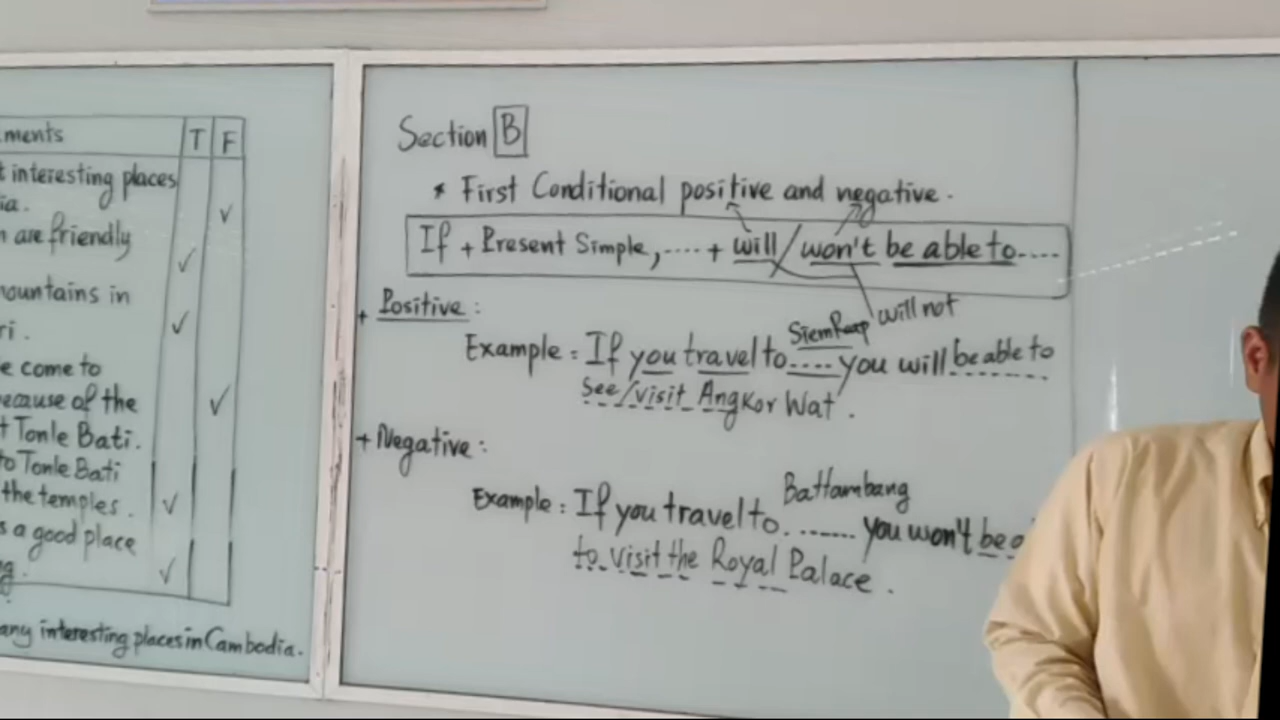 ments T F
interesting places
ia.
are friendly
mountains in
ri.
e come to
ecause of the
t Tonle Bati.
to Tonle Bati
the temples.
s a good place
g.
any interesting places in Cambodia.
Section B
* First Conditional positive and negative.
If + Present Simple, .... + will / won't be able to ....
will not
+ Positive :
Siem Reap
Example : If you travel to .... you will be able to
see/visit Angkor Wat .
+ Negative :
Battambang
Example : If you travel to ....... you won't be a
to visit the Royal Palace .